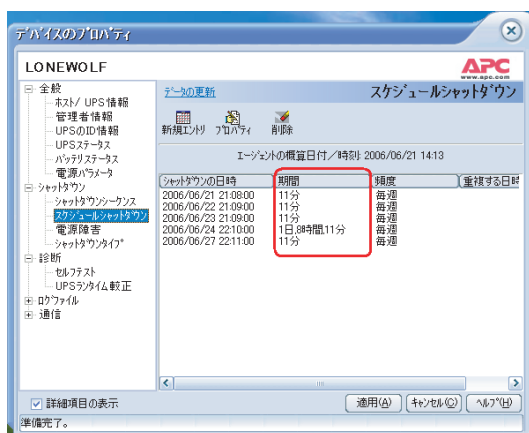 デバイスのプロパティ
LONEWOLF
APC
www.apc.com
全般
ホスト/ UPS情報
管理者情報
UPSのID情報
UPSステータス
バッテリステータス
電源パラメータ
シャットダウン
シャットダウンシーケンス
スケジュールシャットダウン
電源障害
シャットダウンタイプ
診断
セルフテスト
UPSランタイム較正
ログファイル
通信
データの更新
スケジュールシャットダウン
新規エントリ プロパティ 削除
エージェントの概算日付/時刻: 2006/06/21 14:13
シャットダウンの日時 期間 頻度 重複する日時
2006/06/21 21:08:00 11分 毎週
2006/06/22 21:09:00 11分 毎週
2006/06/23 21:09:00 11分 毎週
2006/06/24 22:10:00 1日,8時間,11分 毎週
2006/06/27 22:11:00 11分 毎週
詳細項目の表示
適用(A) キャンセル(C) ヘルプ(H)
準備完了。